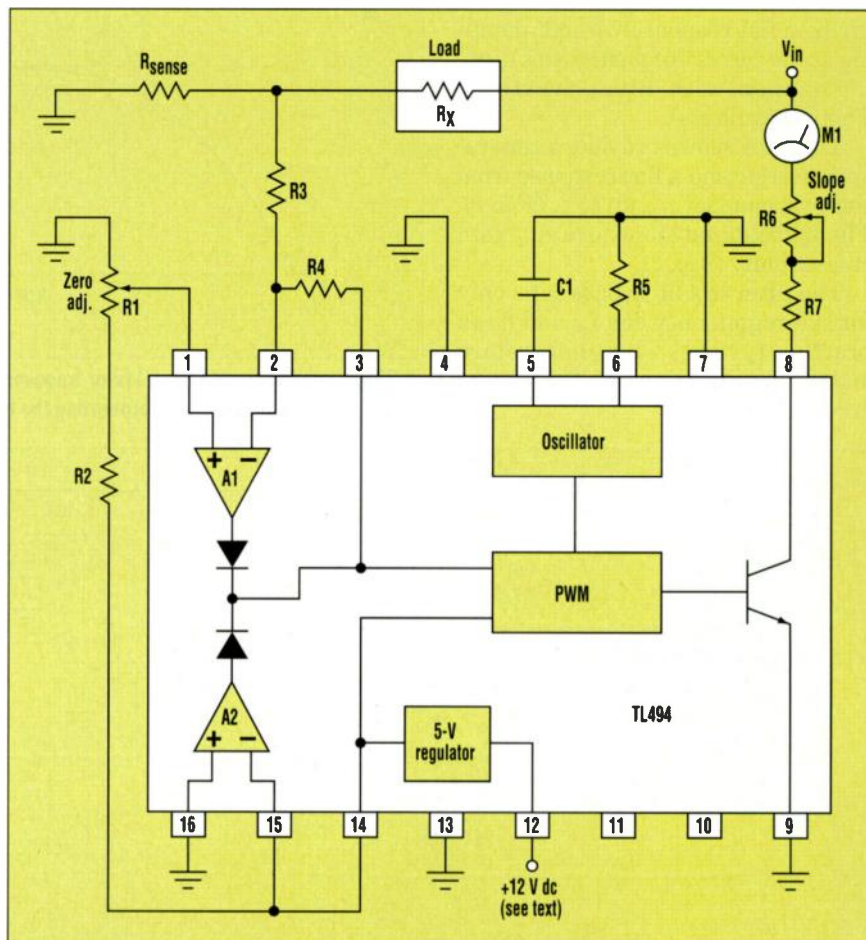 Rsense
Load
Vin
RX
M1
Slope
adj.
R6
R3
R4
Zero
adj.
R1
C1
R5
R7
1 2 3 4 5 6 7 8
+ −
A1
Oscillator
R2
PWM
A2
+ −
5-V
regulator
TL494
16 15 14 13 12 11 10 9
+12 V dc
(see text)